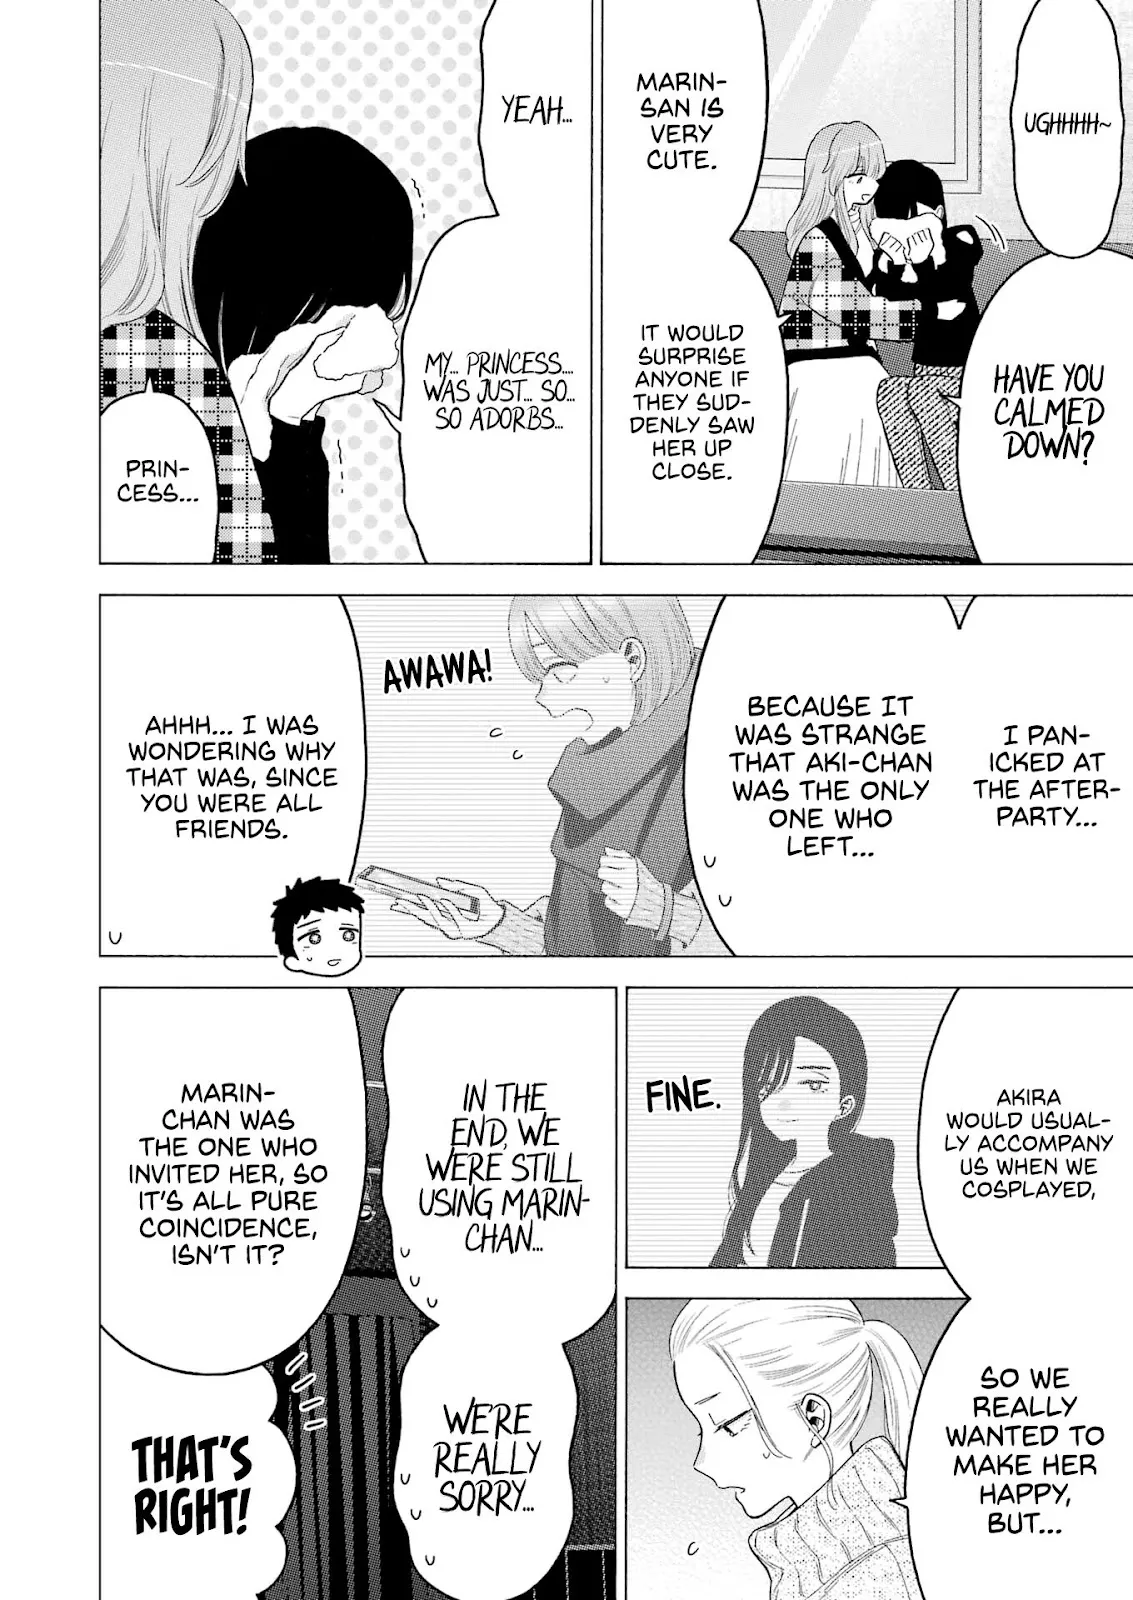 UGHHHH~
HAVE YOU
CALMED
DOWN?
MARIN-
SAN IS
VERY
CUTE.
IT WOULD
SURPRISE
ANYONE IF
THEY SUD-
DENLY SAW
HER UP
CLOSE.
YEAH...
MY... PRINCESS....
WAS JUST... SO...
SO ADORBS...
PRIN-
CESS...
I PAN-
ICKED AT
THE AFTER-
PARTY...
BECAUSE IT
WAS STRANGE
THAT AKI-CHAN
WAS THE ONLY
ONE WHO
LEFT...
AWAWA!
AHHH... I WAS
WONDERING WHY
THAT WAS, SINCE
YOU WERE ALL
FRIENDS.
AKIRA
WOULD USUAL-
LY ACCOMPANY
US WHEN WE
COSPLAYED,
FINE.
SO WE
REALLY
WANTED TO
MAKE HER
HAPPY,
BUT...
IN THE
END, WE
WERE STILL
USING MARIN-
CHAN...
WE'RE
REALLY
SORRY...
MARIN-
CHAN WAS
THE ONE WHO
INVITED HER, SO
IT'S ALL PURE
COINCIDENCE,
ISN'T IT?
THAT'S
RIGHT!